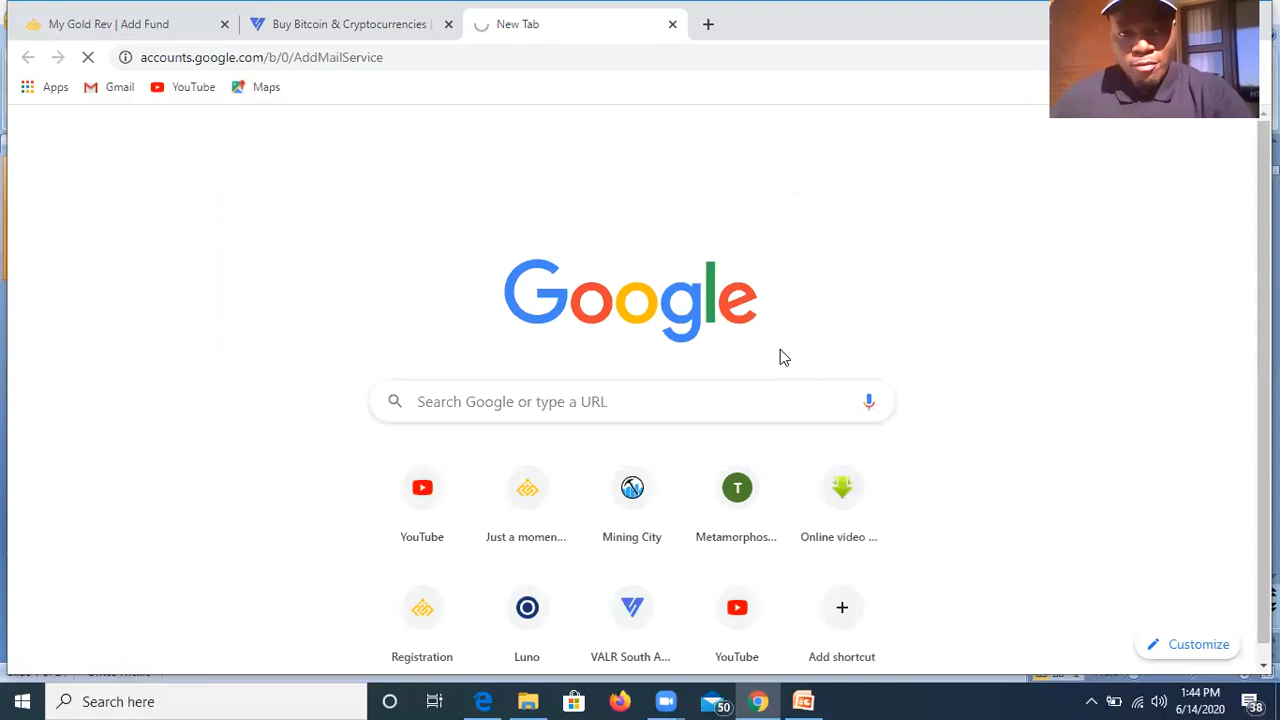 My Gold Rev | Add Fund
Buy Bitcoin & Cryptocurrencies |
New Tab
accounts.google.com/b/0/AddMailService
Apps
Gmail
YouTube
Maps
Google
Search Google or type a URL
T
YouTube
Just a momen...
Mining City
Metamorphos...
Online video ...
Registration
Luno
VALR South A...
YouTube
Add shortcut
Customize
Search here
50
1:44 PM
6/14/2020
38